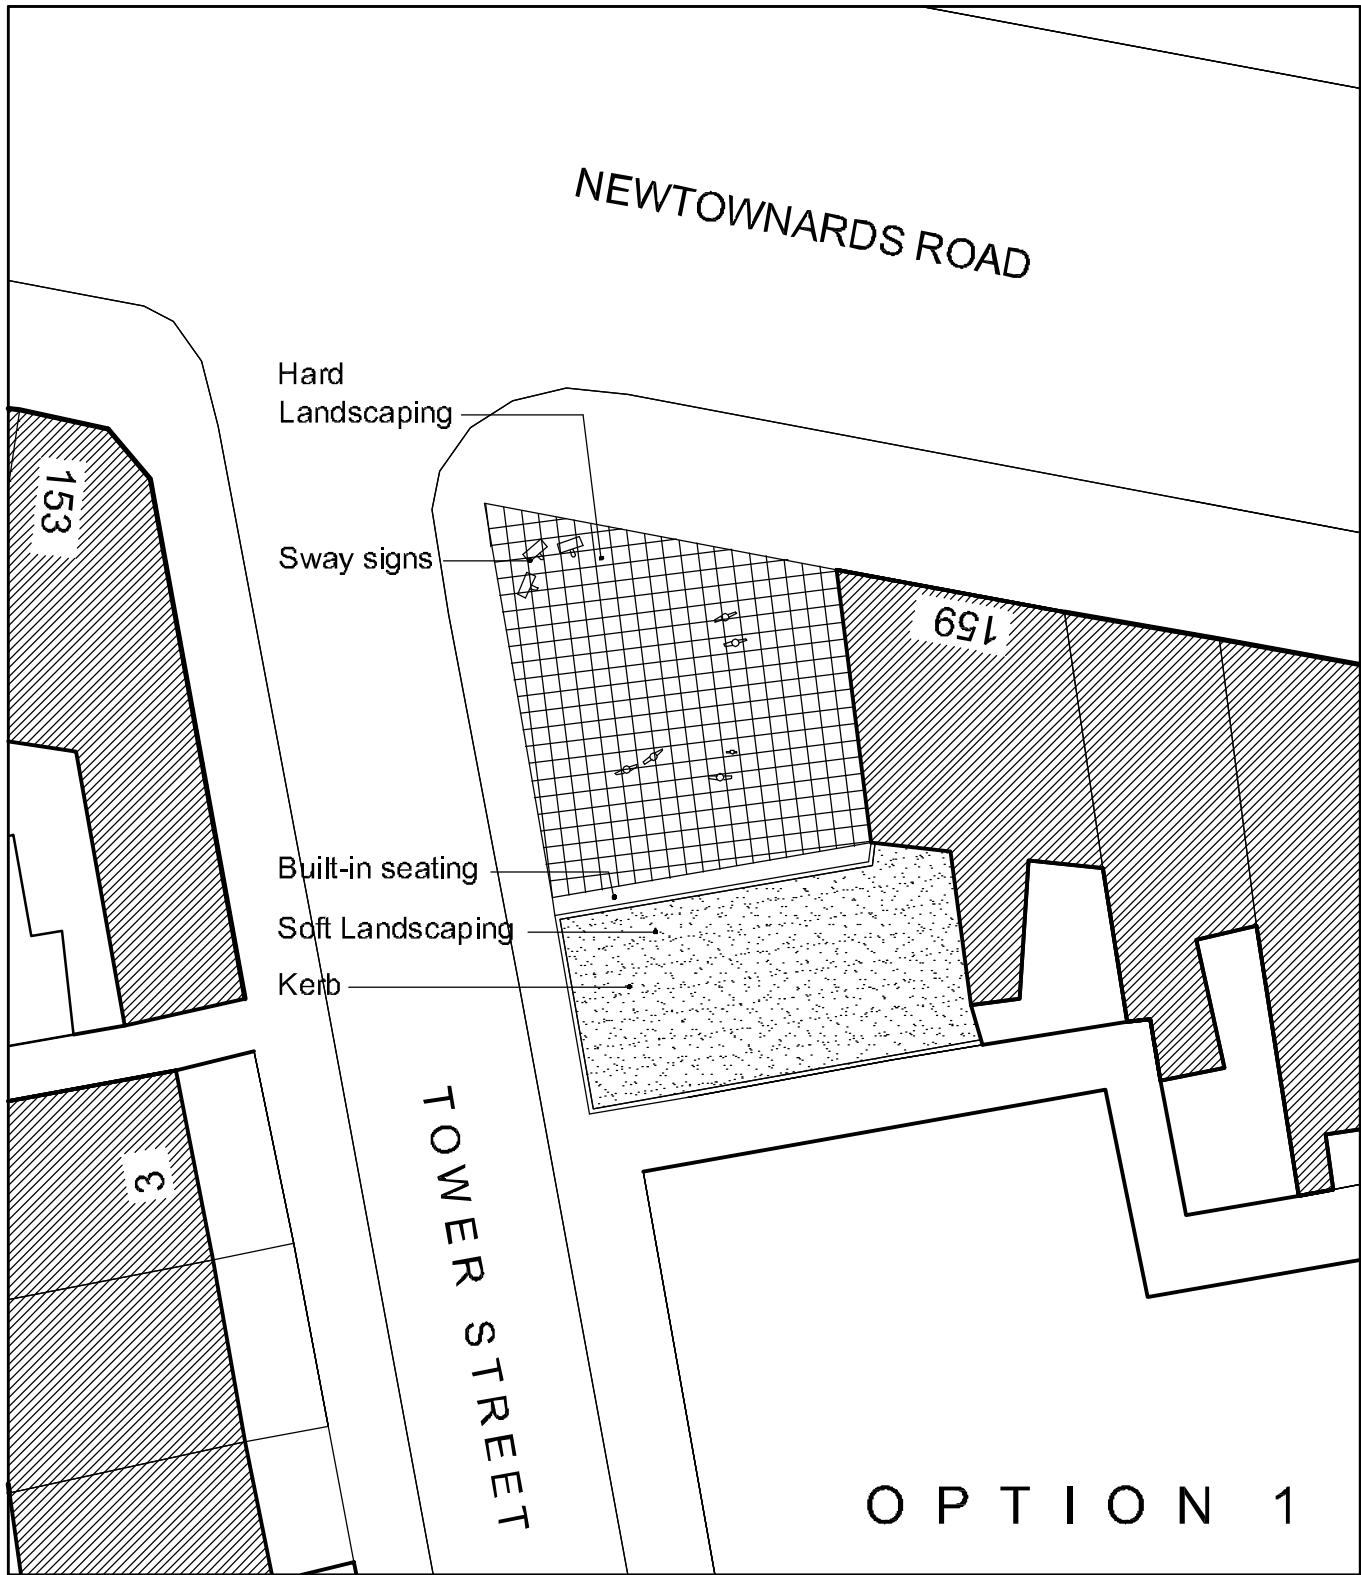 NEWTOWNARDS ROAD
Hard
Landscaping
153
Sway signs
159
Built-in seating
Soft Landscaping
Kerb
TOWER STREET
3
OPTION 1